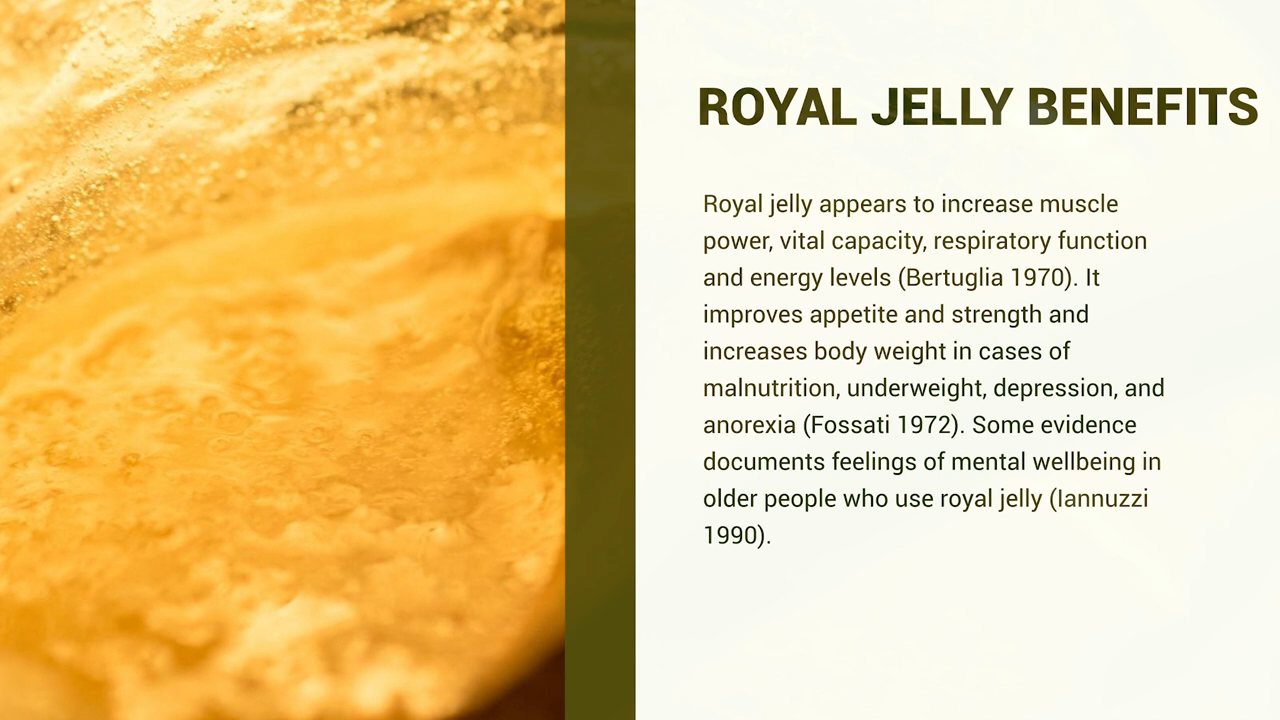 ROYAL JELLY BENEFITS
Royal jelly appears to increase muscle
power, vital capacity, respiratory function
and energy levels (Bertuglia 1970). It
improves appetite and strength and
increases body weight in cases of
malnutrition, underweight, depression, and
anorexia (Fossati 1972). Some evidence
documents feelings of mental wellbeing in
older people who use royal jelly (Iannuzzi
1990).